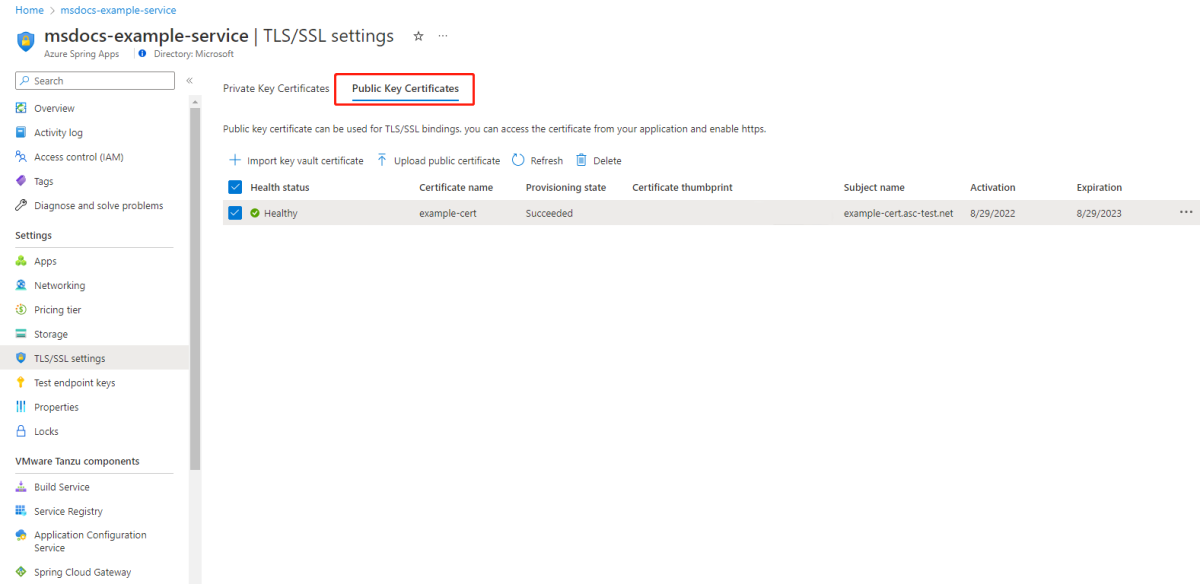 Home > msdocs-example-service
msdocs-example-service | TLS/SSL settings ☆ ...
Azure Spring Apps
Directory: Microsoft
Search «
Overview
Activity log
Access control (IAM)
Tags
Diagnose and solve problems
Settings
Apps
Networking
Pricing tier
Storage
TLS/SSL settings
Test endpoint keys
Properties
Locks
VMware Tanzu components
Build Service
Service Registry
Application Configuration
Service
Spring Cloud Gateway
Private Key Certificates Public Key Certificates
Public key certificate can be used for TLS/SSL bindings. you can access the certificate from your application and enable https.
Import key vault certificate Upload public certificate Refresh Delete
Health status Certificate name Provisioning state Certificate thumbprint Subject name Activation Expiration
Healthy example-cert Succeeded example-cert.asc-test.net 8/29/2022 8/29/2023 ...